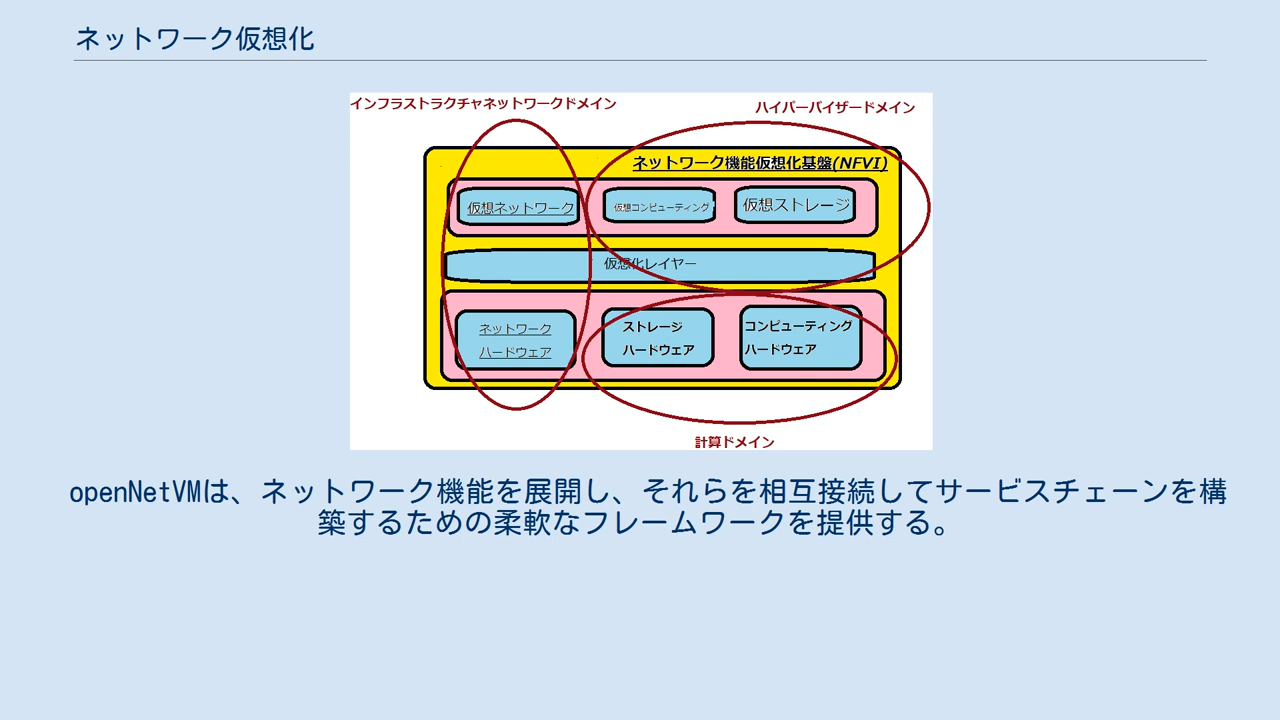 ネットワーク仮想化
インフラストラクチャネットワークドメイン
ハイパーバイザードメイン
ネットワーク機能仮想化基盤(NFVI)
仮想ネットワーク
仮想コンピューティング
仮想ストレージ
仮想化レイヤー
ネットワーク
ハードウェア
ストレージ
ハードウェア
コンピューティング
ハードウェア
計算ドメイン
openNetVMは、ネットワーク機能を展開し、それらを相互接続してサービスチェーンを構
築するための柔軟なフレームワークを提供する。